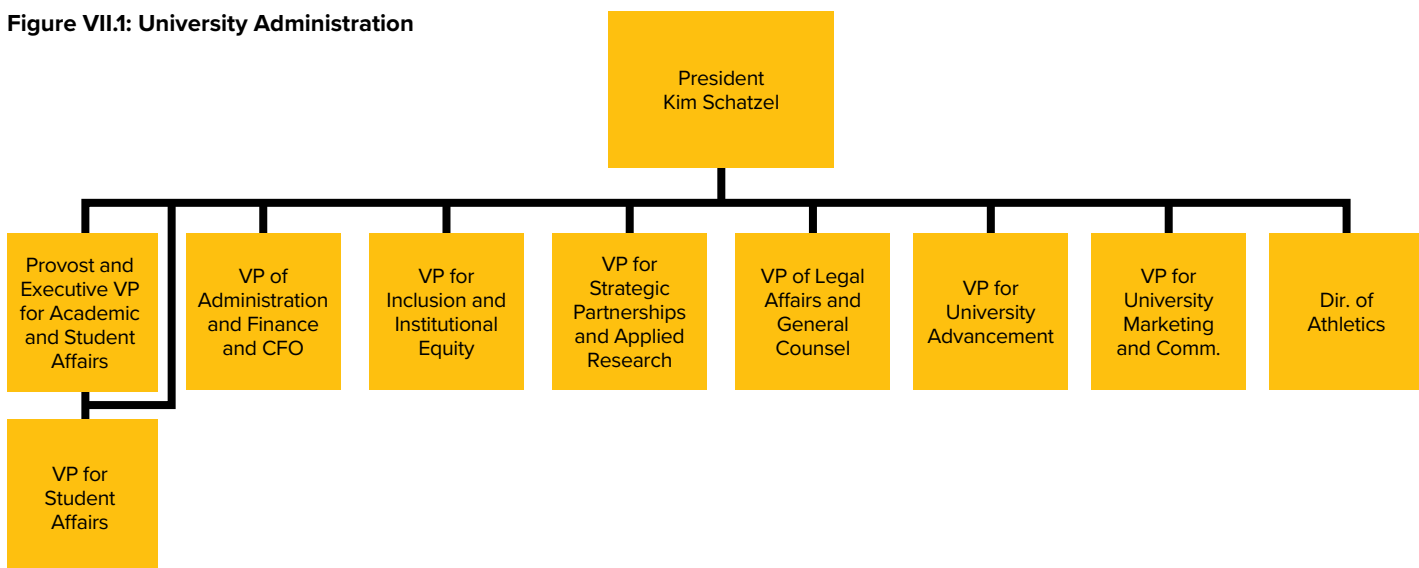 Figure VII.1: University Administration
President
Kim Schatzel
Provost and
Executive VP
for Academic
and Student
Affairs
VP of
Administration
and Finance
and CFO
VP for
Inclusion and
Institutional
Equity
VP for
Strategic
Partnerships
and Applied
Research
VP of Legal
Affairs and
General
Counsel
VP for
University
Advancement
VP for
University
Marketing
and Comm.
Dir. of
Athletics
VP for
Student
Affairs